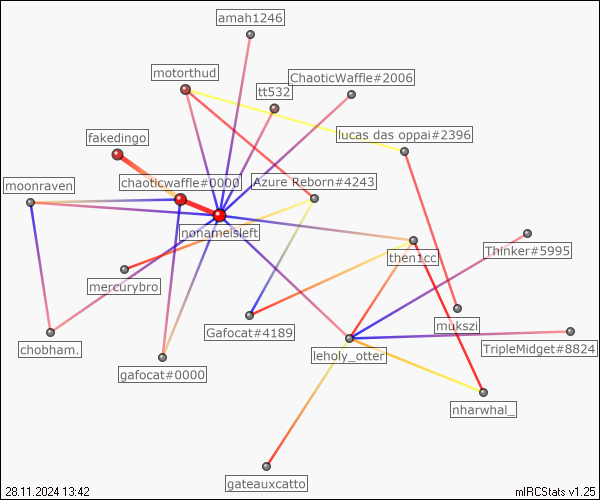 amah1246
motorthud
ChaoticWaffle#2006
tt532
lucas das oppai#2396
fakedingo
moonraven
chaoticwaffle#0000
Azure Reborn#4243
nonameisleft
Thinker#5995
then1cc
mercurybro
Gafocat#4189
mukszi
chobham.
leholy_otter
TripleMidget#8824
gafocat#0000
nharwhal_
gateauxcatto
28.11.2024 13:42
mIRCStats v1.25